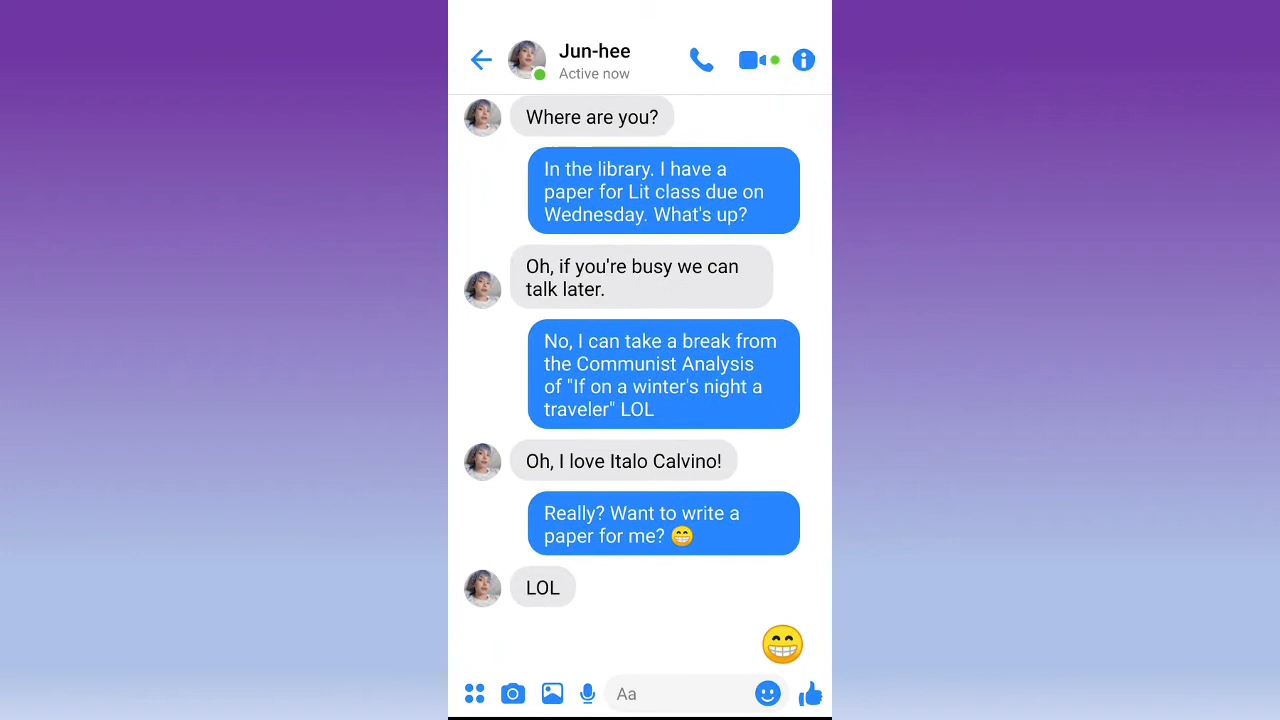 Jun-hee
Active now
Where are you?
In the library. I have a
paper for Lit class due on
Wednesday. What's up?
Oh, if you're busy we can
talk later.
No, I can take a break from
the Communist Analysis
of "If on a winter's night a
traveler" LOL
Oh, I love Italo Calvino!
Really? Want to write a
paper for me? 😁
LOL
😁
Aa